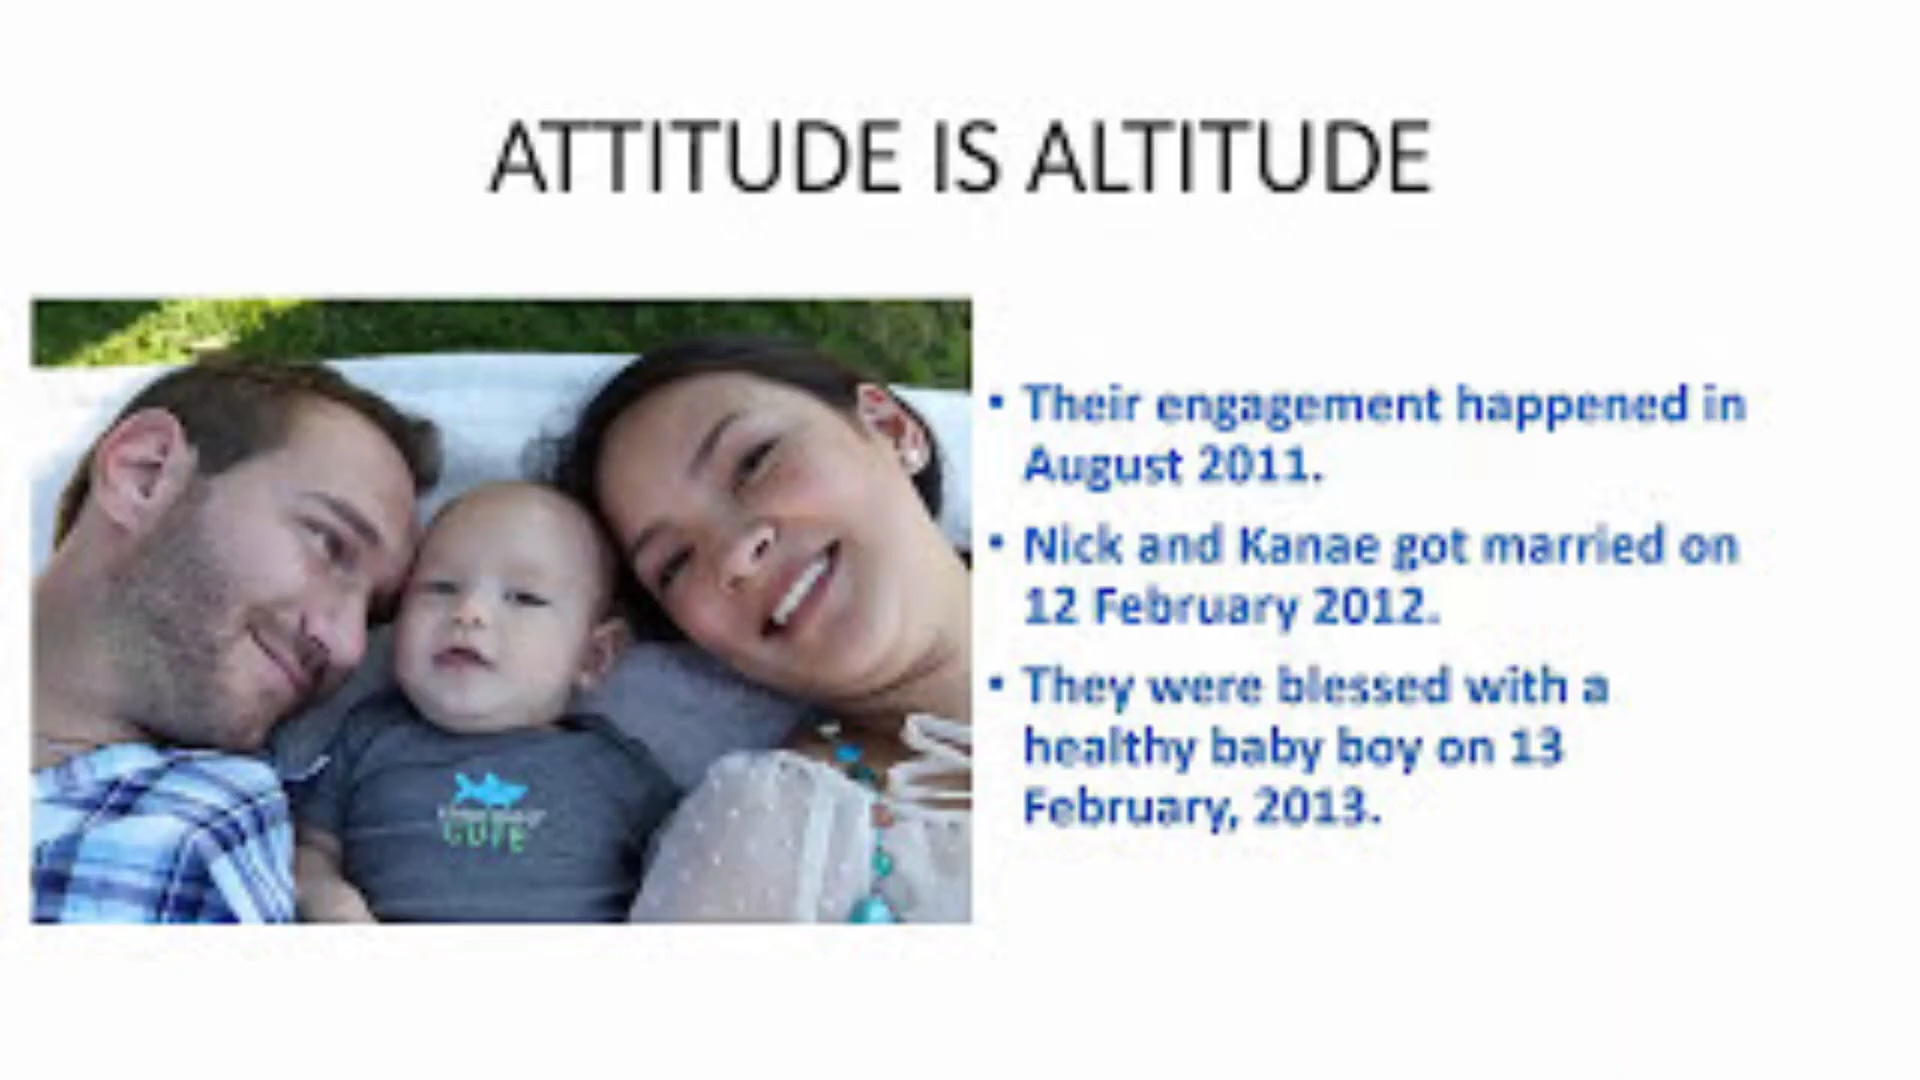 ATTITUDE IS ALTITUDE
• Their engagement happened in
August 2011.
• Nick and Kanae got married on
12 February 2012.
• They were blessed with a
healthy baby boy on 13
February, 2013.